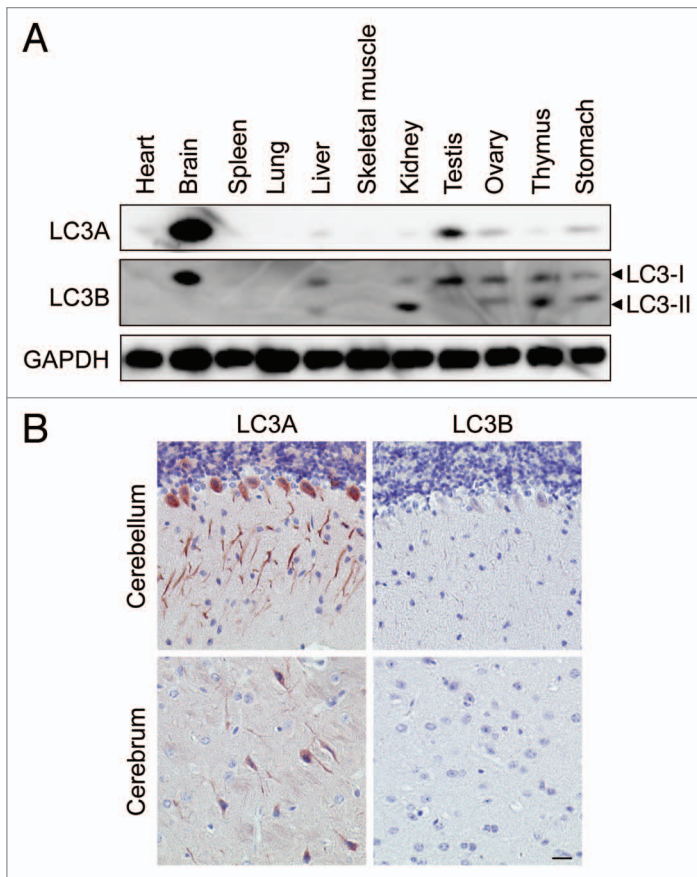 A
Heart
Brain
Spleen
Lung
Liver
Skeletal muscle
Kidney
Testis
Ovary
Thymus
Stomach
LC3A
LC3B
LC3-I
LC3-II
GAPDH
B
LC3A LC3B
Cerebellum
Cerebrum